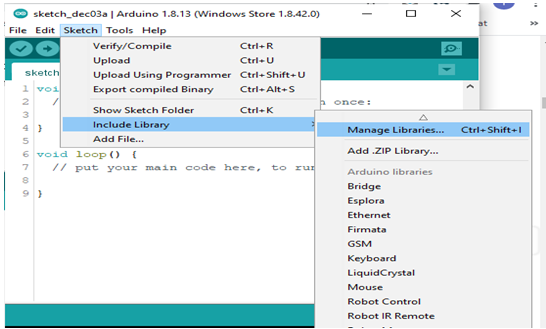 sketch_dec03a | Arduino 1.8.13 (Windows Store 1.8.42.0)
File Edit Sketch Tools Help
Verify/Compile Ctrl+R
Upload Ctrl+U
Upload Using Programmer Ctrl+Shift+U
Export compiled Binary Ctrl+Alt+S
Show Sketch Folder Ctrl+K
Include Library
Add File...
sketch
1 voi
2 // once:
3
4 }
5
6 void loop() {
7 // put your main code here, to ru
8
9 }
Manage Libraries... Ctrl+Shift+I
Add .ZIP Library...
Arduino libraries
Bridge
Esplora
Ethernet
Firmata
GSM
Keyboard
LiquidCrystal
Mouse
Robot Control
Robot IR Remote
at